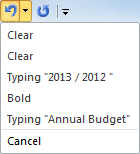 Clear
Clear
Typing "2013 / 2012 "
Bold
Typing "Annual Budget"
Cancel